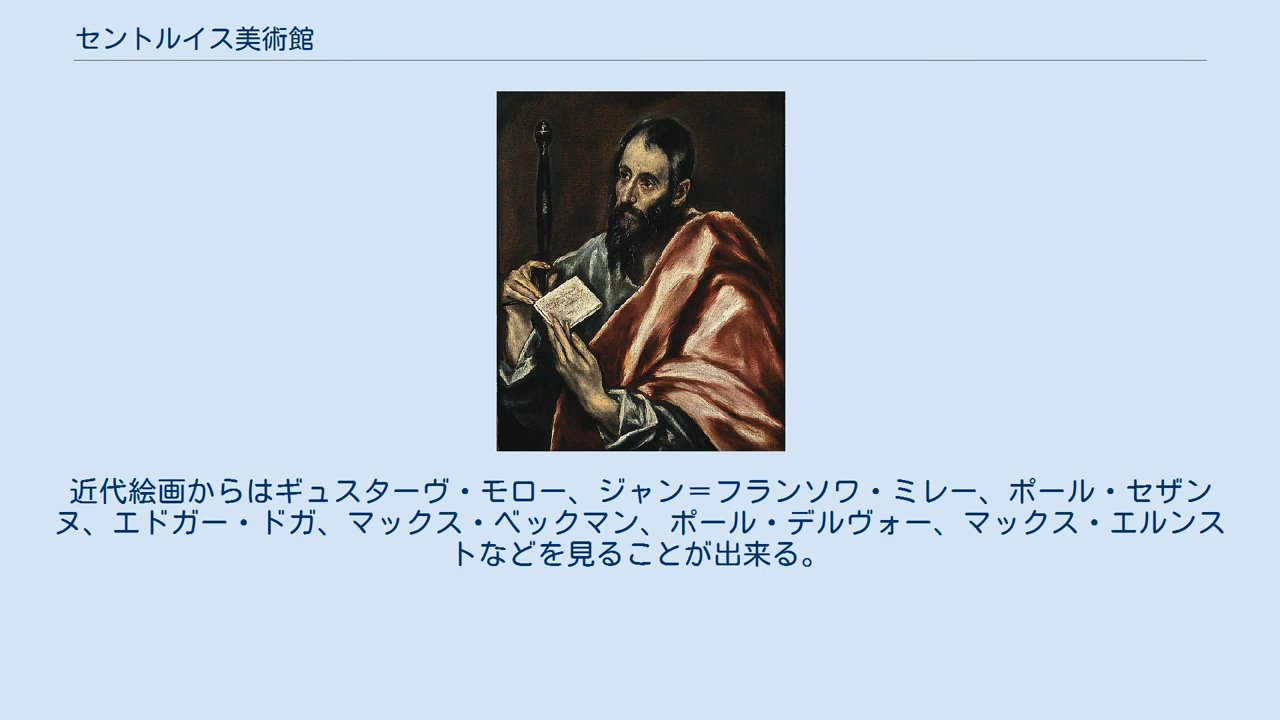 セントルイス美術館
近代絵画からはギュスターヴ・モロー、ジャン＝フランソワ・ミレー、ポール・セザン
ヌ、エドガー・ドガ、マックス・ベックマン、ポール・デルヴォー、マックス・エルンス
トなどを見ることが出来る。